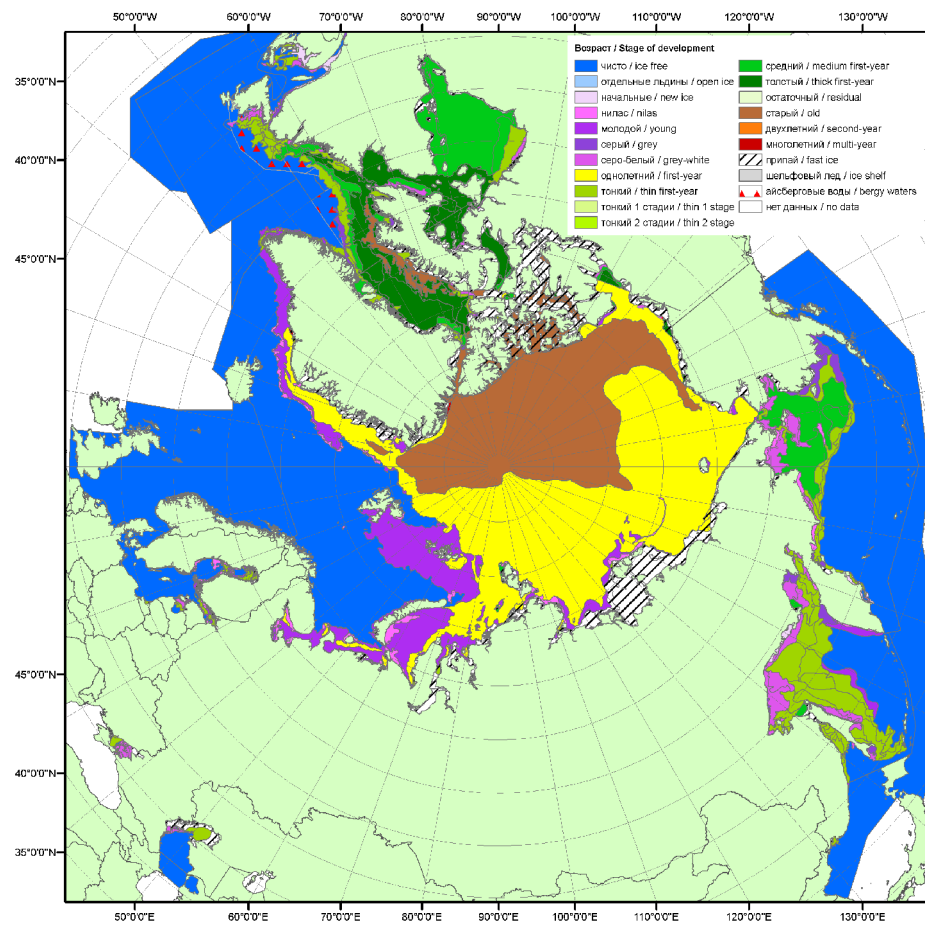 50°0'0"W 60°0'0"W 70°0'0"W 80°0'0"W 90°0'0"W 100°0'0"W 110°0'0"W 120°0'0"W 130°0'0"W
Возраст / Stage of development
чисто / ice free
отдельные льдины / open ice
начальные / new ice
нилас / nilas
молодой / young
серый / grey
серо-белый / grey-white
однолетний / first-year
тонкий / thin first-year
тонкий 1 стадии / thin 1 stage
тонкий 2 стадии / thin 2 stage
средний / medium first-year
толстый / thick first-year
остаточный / residual
старый / old
двухлетний / second-year
многолетний / multi-year
припай / fast ice
шельфовый лед / ice shelf
айсберговые воды / bergy waters
нет данных / no data
35°0'0"N
40°0'0"N
45°0'0"N
45°0'0"N
40°0'0"N
35°0'0"N
50°0'0"E 60°0'0"E 70°0'0"E 80°0'0"E 90°0'0"E 100°0'0"E 110°0'0"E 120°0'0"E 130°0'0"E